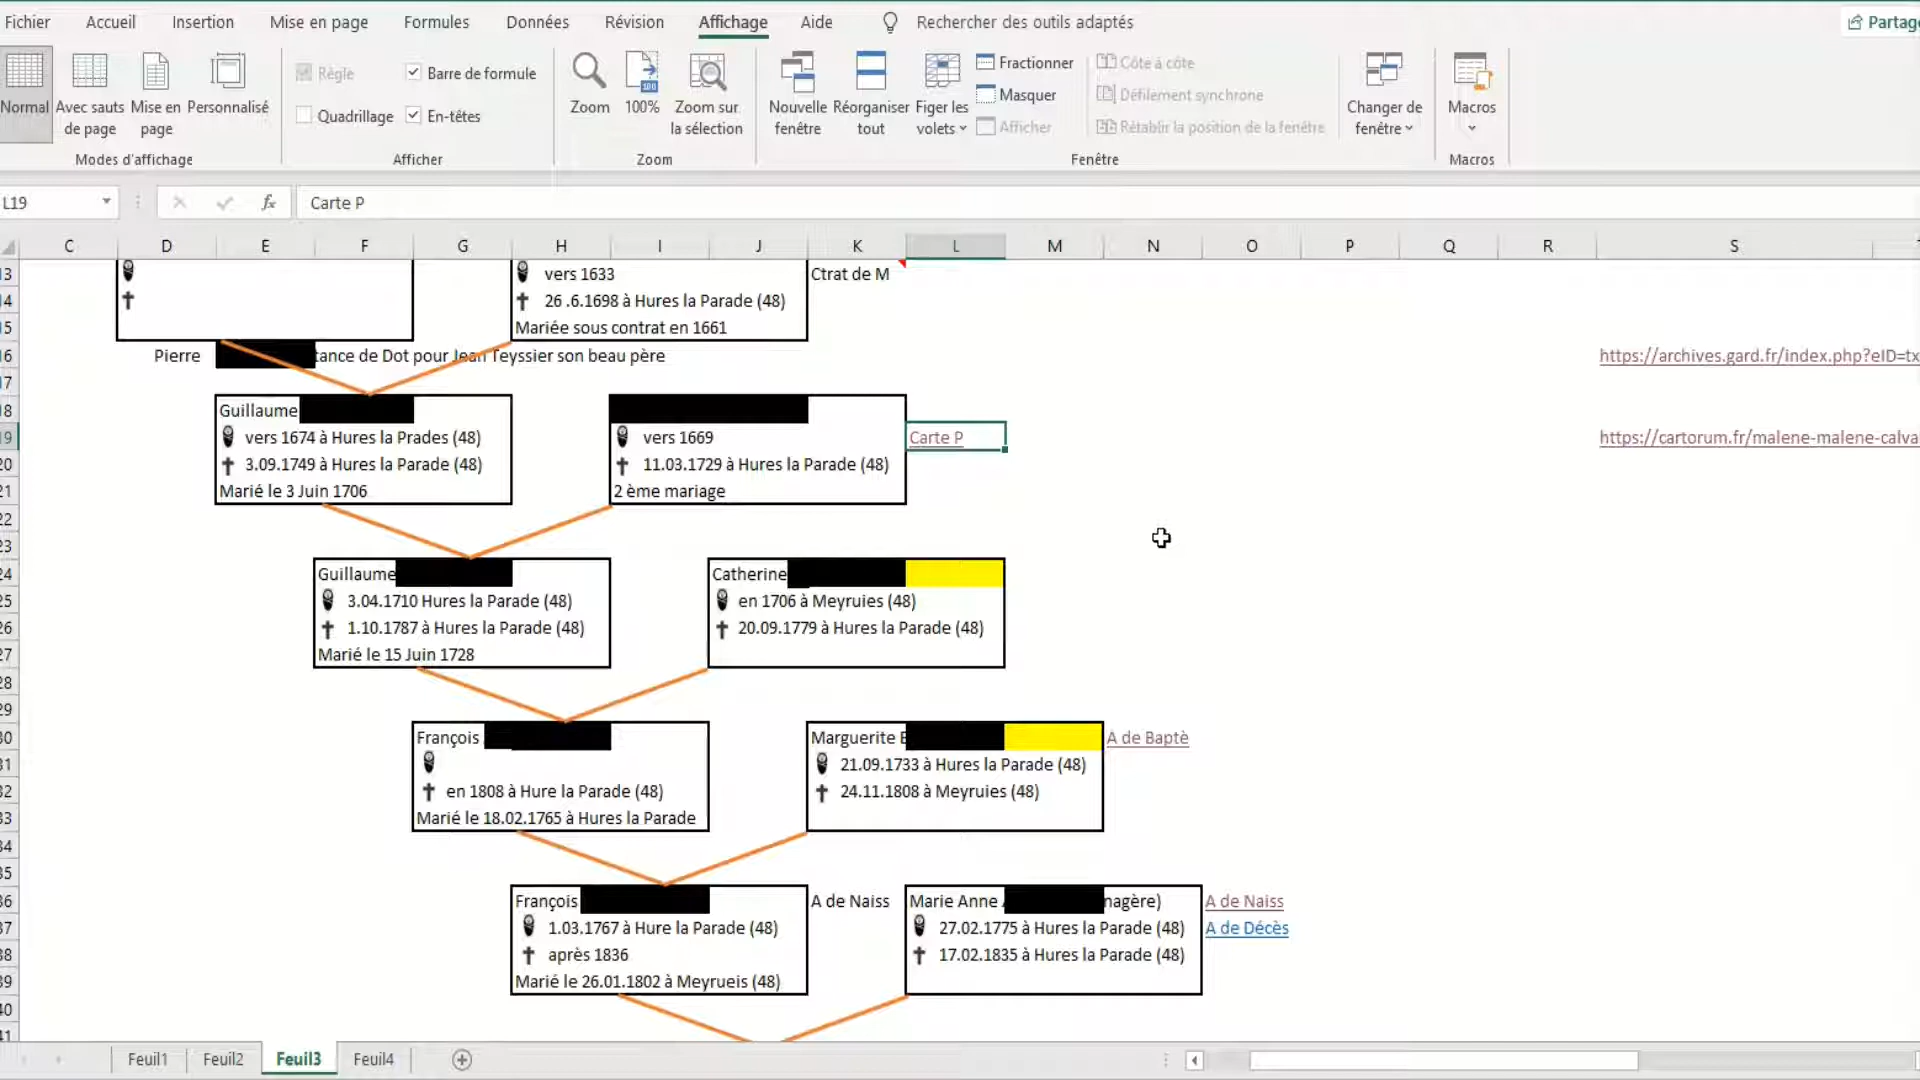 Fichier Accueil Insertion Mise en page Formules Données Révision Affichage Aide Rechercher des outils adaptés Partag
Normal Avec sauts de page Mise en page Personnalisé
Modes d'affichage
Règle Barre de formule
Quadrillage En-têtes
Afficher
Zoom 100% Zoom sur la sélection
Zoom
Nouvelle fenêtre Réorganiser tout Figer les volets
Fractionner
Masquer
Afficher
Côte à côte
Défilement synchrone
Rétablir la position de la fenêtre
Changer de fenêtre
Fenêtre
Macros
Macros
L19 fx Carte P
C D E F G H I J K L M N O P Q R S
vers 1633 Ctrat de M
26 .6.1698 à Hures la Parade (48)
Mariée sous contrat en 1661
Pierre tance de Dot pour Jean Teyssier son beau père https://archives.gard.fr/index.php?eID=tx
Guillaume
vers 1674 à Hures la Prades (48) vers 1669 Carte P https://cartorum.fr/malene-malene-calva
3.09.1749 à Hures la Parade (48) 11.03.1729 à Hures la Parade (48)
Marié le 3 Juin 1706 2 ème mariage
Guillaume Catherine
3.04.1710 Hures la Parade (48) en 1706 à Meyruies (48)
1.10.1787 à Hures la Parade (48) 20.09.1779 à Hures la Parade (48)
Marié le 15 Juin 1728
François Marguerite A de Baptè
21.09.1733 à Hures la Parade (48)
en 1808 à Hure la Parade (48) 24.11.1808 à Meyruies (48)
Marié le 18.02.1765 à Hures la Parade
François A de Naiss Marie Anne nagère) A de Naiss
1.03.1767 à Hure la Parade (48) 27.02.1775 à Hures la Parade (48) A de Décès
après 1836 17.02.1835 à Hures la Parade (48)
Marié le 26.01.1802 à Meyrueis (48)
Feuil1 Feuil2 Feuil3 Feuil4